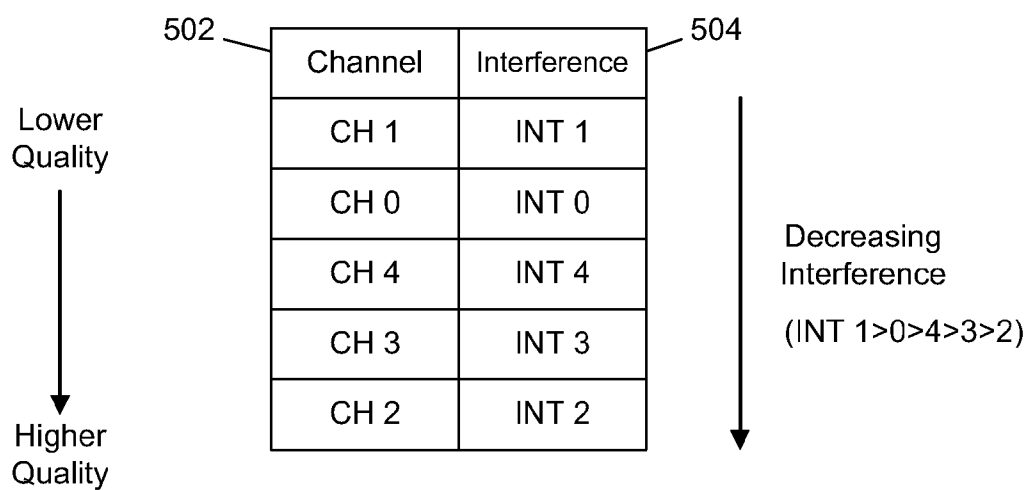 502
504
Channel Interference
Lower
Quality
CH 1 INT 1
CH 0 INT 0
CH 4 INT 4
CH 3 INT 3
CH 2 INT 2
Higher
Quality
Decreasing
Interference
(INT 1>0>4>3>2)